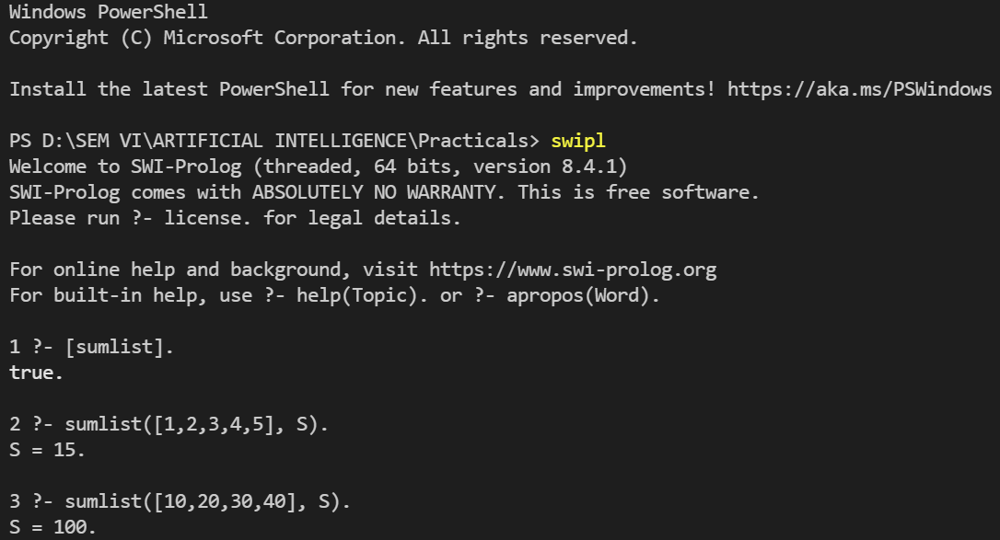 Windows PowerShell
Copyright (C) Microsoft Corporation. All rights reserved.
Install the latest PowerShell for new features and improvements! https://aka.ms/PSWindows
PS D:\SEM VI\ARTIFICIAL INTELLIGENCE\Practicals> swipl
Welcome to SWI-Prolog (threaded, 64 bits, version 8.4.1)
SWI-Prolog comes with ABSOLUTELY NO WARRANTY. This is free software.
Please run ?- license. for legal details.
For online help and background, visit https://www.swi-prolog.org
For built-in help, use ?- help(Topic). or ?- apropos(Word).
1 ?- [sumlist].
true.
2 ?- sumlist([1,2,3,4,5], S).
S = 15.
3 ?- sumlist([10,20,30,40], S).
S = 100.